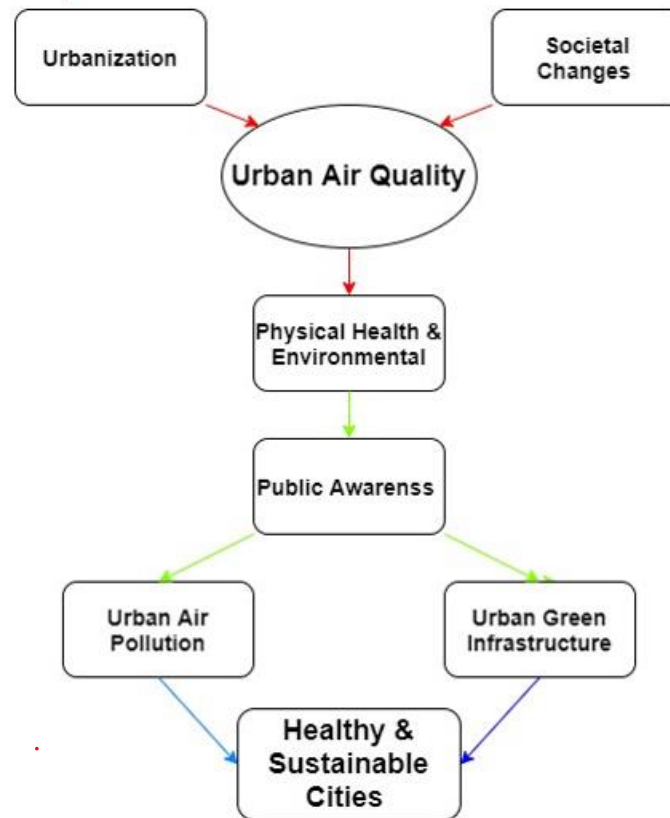 Urbanization
Societal
Changes
Urban Air Quality
Physical Health &
Environmental
Public Awarenss
Urban Air
Pollution
Urban Green
Infrastructure
Healthy &
Sustainable
Cities